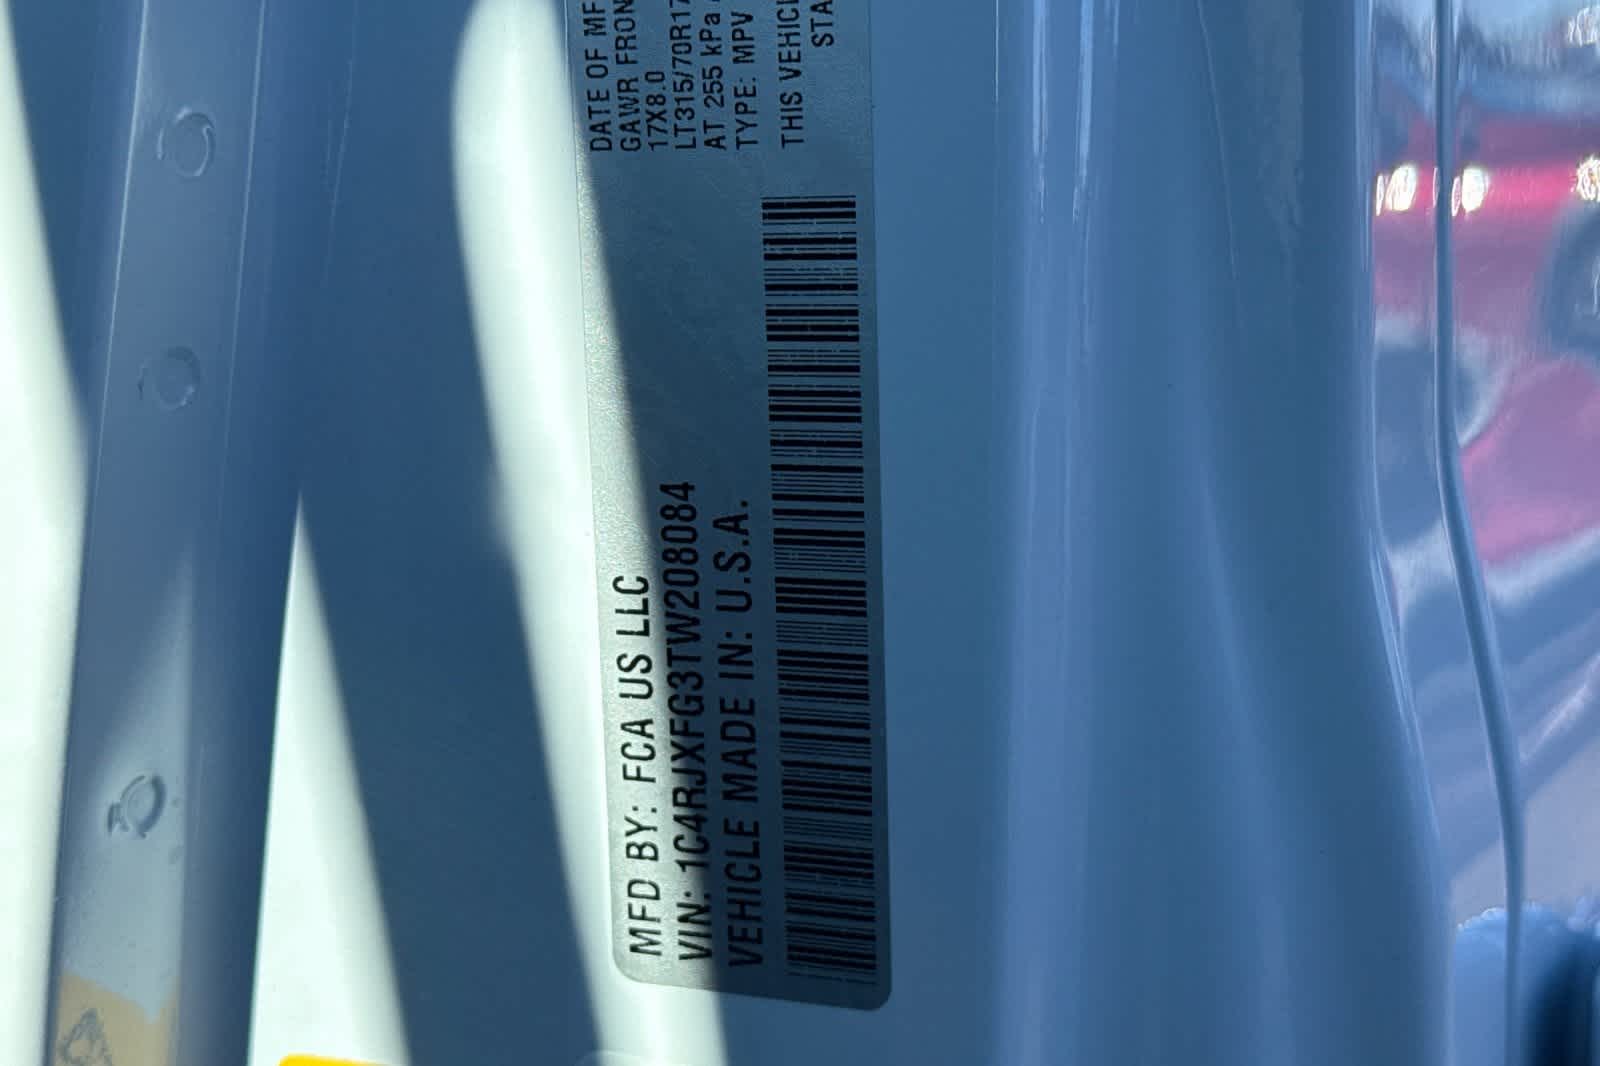 MFD BY: FCA US LLC
VIN: 1C4RJXFG3TW208084
VEHICLE MADE IN: U.S.A.
DATE OF MF
GAWR FRON
17X8.0
LT315/70R17
AT 255 kPa
TYPE: MPV
THIS VEHICL
STA